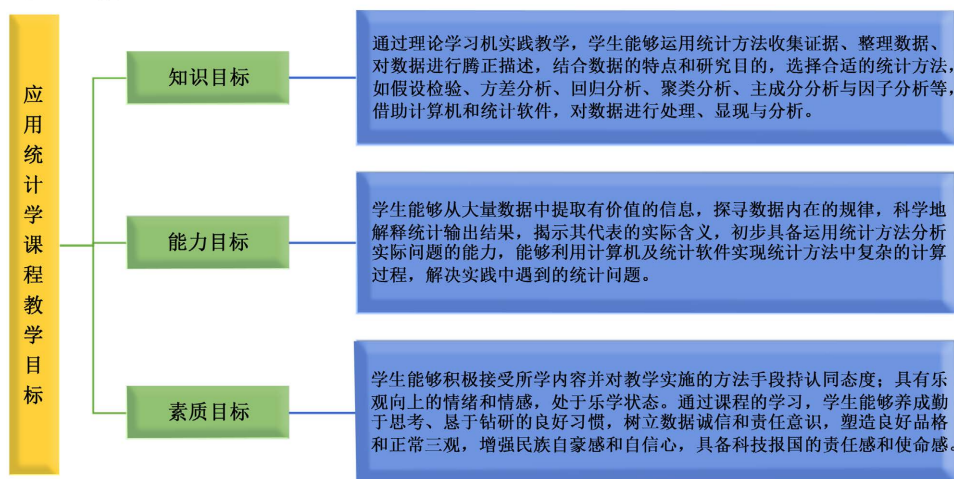 应用统计学课程教学目标
知识目标
通过理论学习机实践教学，学生能够运用统计方法收集证据、整理数据、
对数据进行腾正描述，结合数据的特点和研究目的，选择合适的统计方法，
如假设检验、方差分析、回归分析、聚类分析、主成分分析与因子分析等，
借助计算机和统计软件，对数据进行处理、显现与分析。
能力目标
学生能够从大量数据中提取有价值的信息，探寻数据内在的规律，科学地
解释统计输出结果，揭示其代表的实际含义，初步具备运用统计方法分析
实际问题的能力，能够利用计算机及统计软件实现统计方法中复杂的计算
过程，解决实践中遇到的统计问题。
素质目标
学生能够积极接受所学内容并对教学实施的方法手段持认同态度；具有乐
观向上的情绪和情感，处于乐学状态。通过课程的学习，学生能够养成勤
于思考、恳于钻研的良好习惯，树立数据诚信和责任意识，塑造良好品格
和正常三观，增强民族自豪感和自信心，具备科技报国的责任感和使命感。